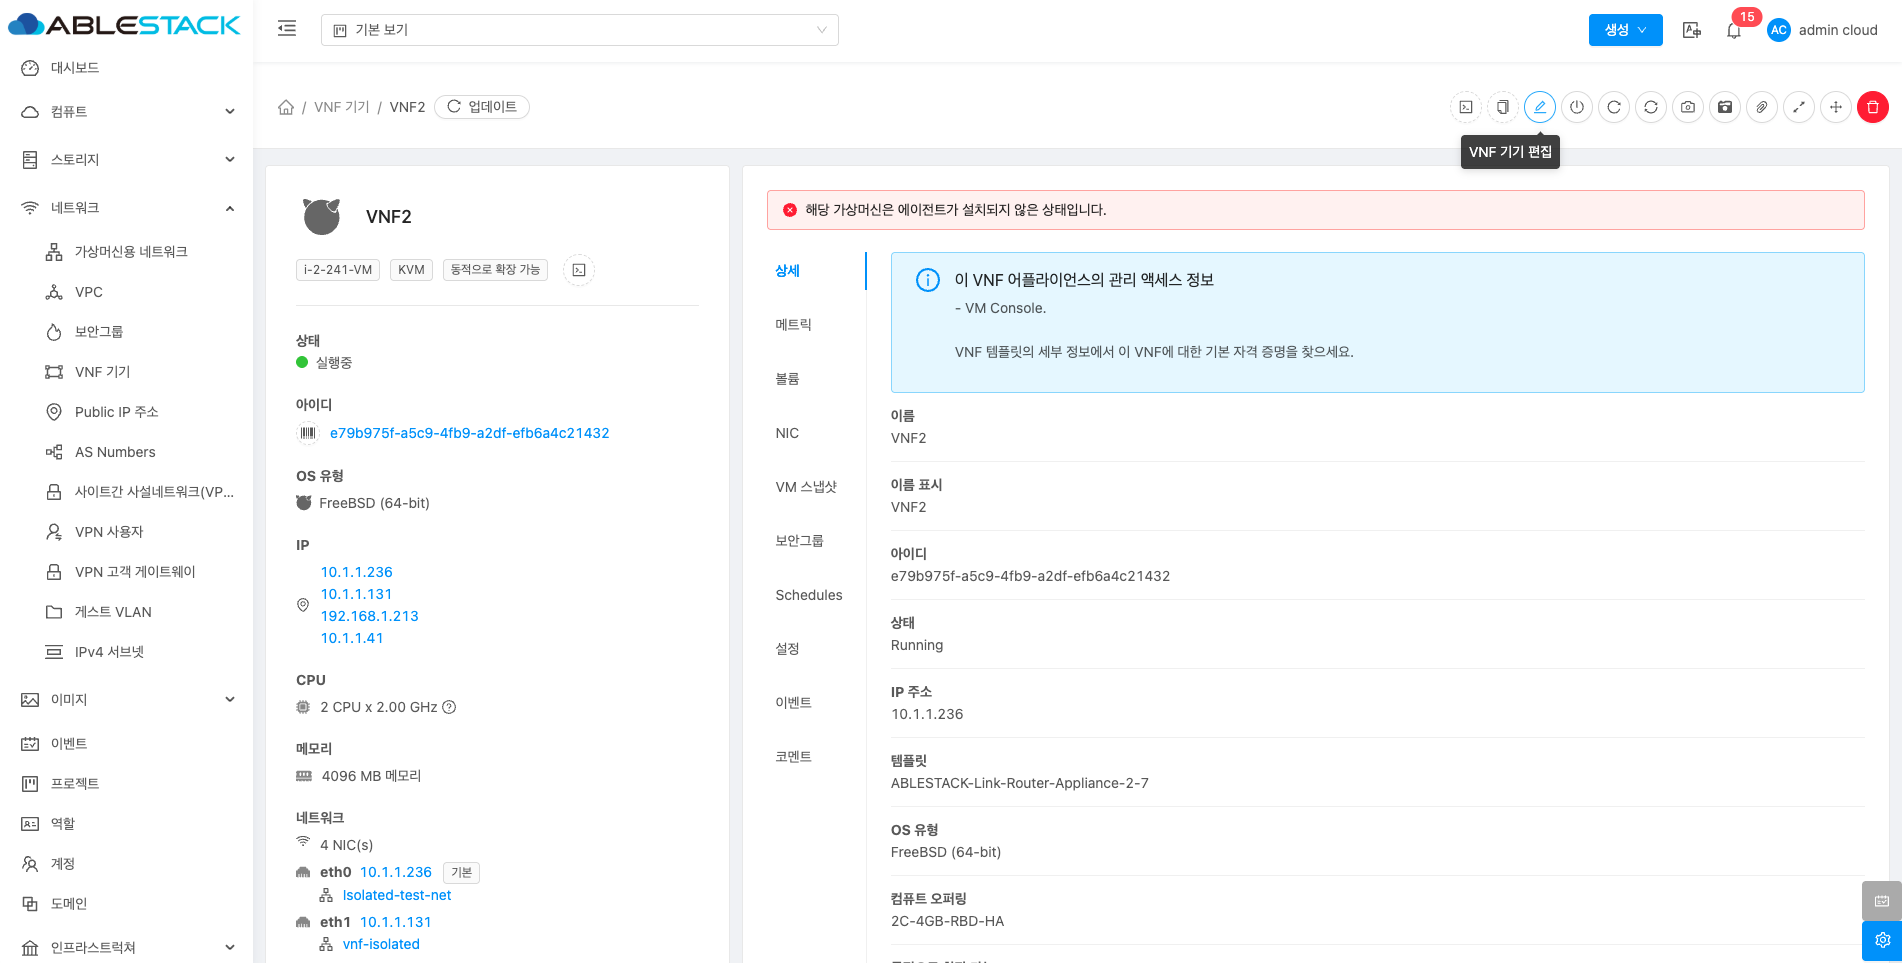 ABLESTACK
기본 보기
생성
15
AC
admin cloud
대시보드
컴퓨트
스토리지
네트워크
가상머신용 네트워크
VPC
보안그룹
VNF 기기
Public IP 주소
AS Numbers
사이트간 사설네트워크(VP...
VPN 사용자
VPN 고객 게이트웨이
게스트 VLAN
IPv4 서브넷
이미지
이벤트
프로젝트
역할
계정
도메인
인프라스트럭쳐
/ VNF 기기 / VNF2 업데이트
VNF 기기 편집
VNF2
i-2-241-VM KVM 동적으로 확장 가능
상태
실행중
아이디
e79b975f-a5c9-4fb9-a2df-efb6a4c21432
OS 유형
FreeBSD (64-bit)
IP
10.1.1.236
10.1.1.131
192.168.1.213
10.1.1.41
CPU
2 CPU x 2.00 GHz
메모리
4096 MB 메모리
네트워크
4 NIC(s)
eth0 10.1.1.236 기본
Isolated-test-net
eth1 10.1.1.131
vnf-isolated
해당 가상머신은 에이전트가 설치되지 않은 상태입니다.
상세
메트릭
볼륨
NIC
VM 스냅샷
보안그룹
Schedules
설정
이벤트
코멘트
이 VNF 어플라이언스의 관리 액세스 정보
- VM Console.
VNF 템플릿의 세부 정보에서 이 VNF에 대한 기본 자격 증명을 찾으세요.
이름
VNF2
이름 표시
VNF2
아이디
e79b975f-a5c9-4fb9-a2df-efb6a4c21432
상태
Running
IP 주소
10.1.1.236
템플릿
ABLESTACK-Link-Router-Appliance-2-7
OS 유형
FreeBSD (64-bit)
컴퓨트 오퍼링
2C-4GB-RBD-HA